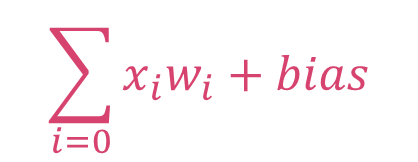 ∑ xᵢwᵢ + bias
i=0